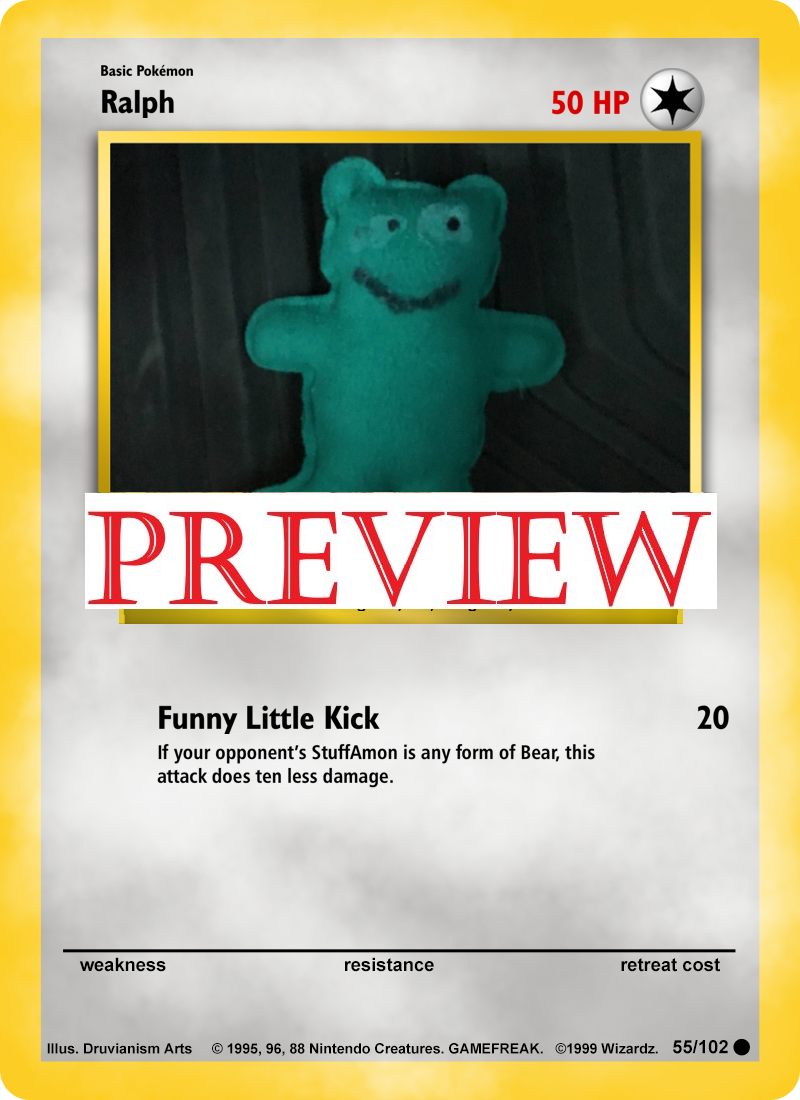 Basic Pokémon
Ralph
50 HP
PREVIEW
Funny Little Kick
20
If your opponent's StuffAmon is any form of Bear, this
attack does ten less damage.
weakness
resistance
retreat cost
Illus. Druvianism Arts © 1995, 96, 88 Nintendo Creatures. GAMEFREAK. ©1999 Wizardz. 55/102